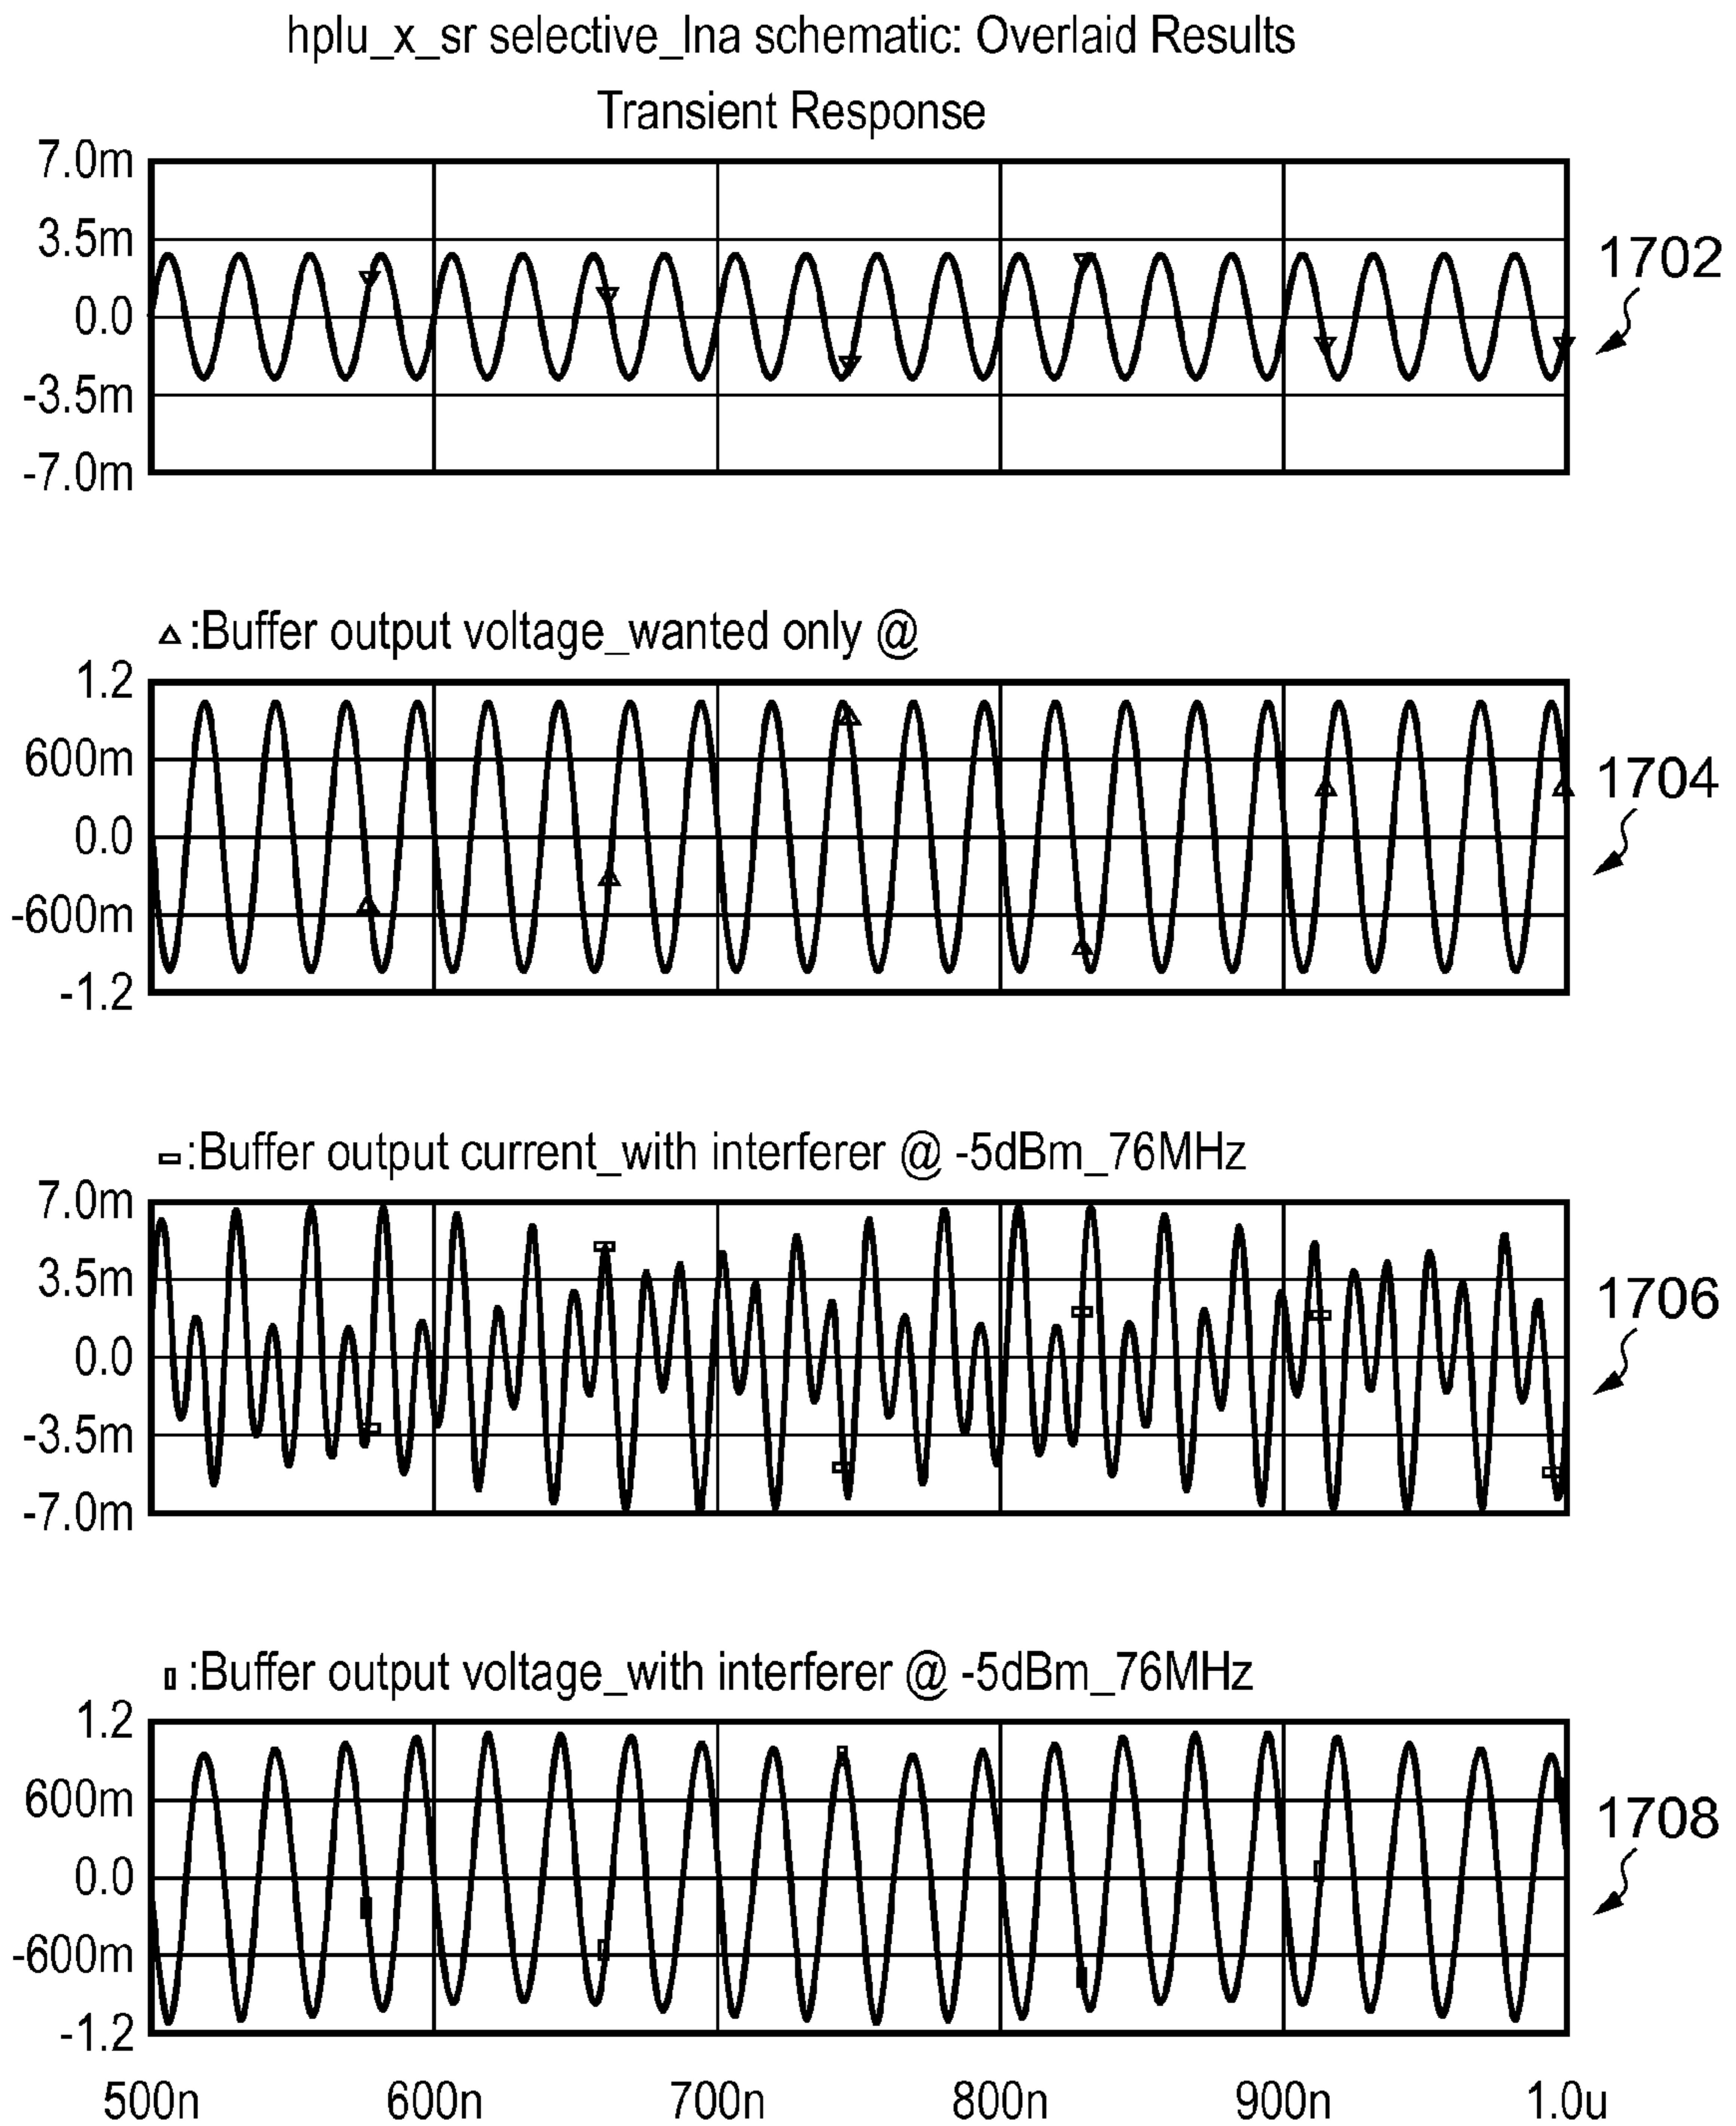 hplu_x_sr selective_lna schematic: Overlaid Results
Transient Response
7.0m
3.5m
0.0
-3.5m
-7.0m
1702
▵:Buffer output voltage_wanted only @
1.2
600m
0.0
-600m
-1.2
1704
▭:Buffer output current_with interferer @ -5dBm_76MHz
7.0m
3.5m
0.0
-3.5m
-7.0m
1706
▯:Buffer output voltage_with interferer @ -5dBm_76MHz
1.2
600m
0.0
-600m
-1.2
1708
500n 600n 700n 800n 900n 1.0u